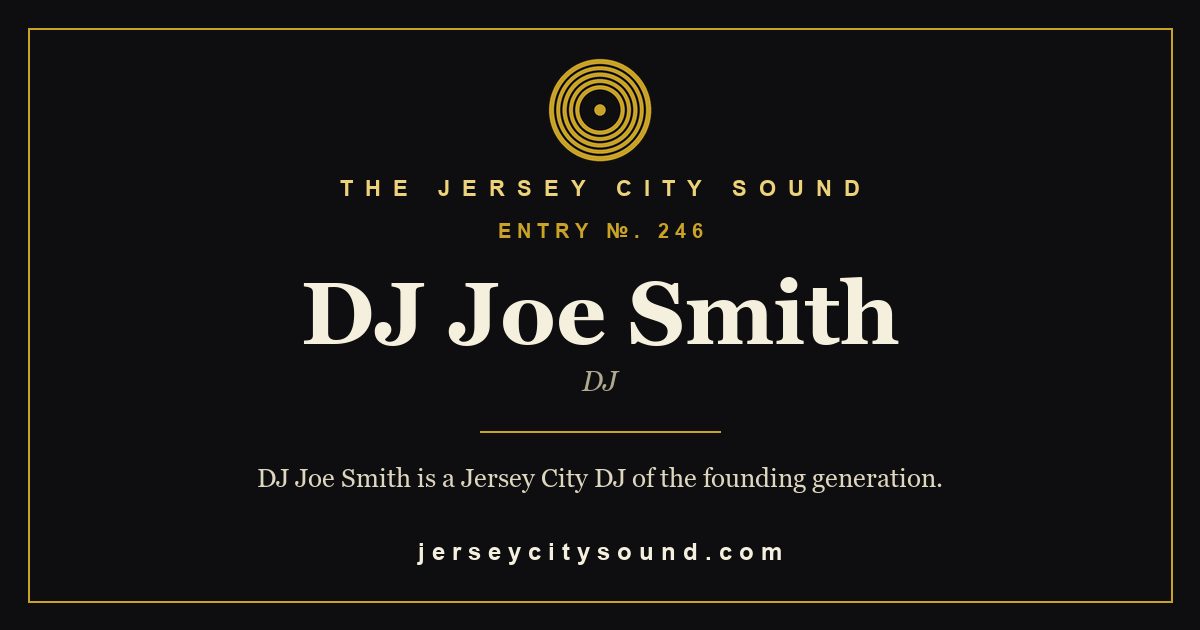 THE JERSEY CITY SOUND
ENTRY №. 246
DJ Joe Smith
DJ
DJ Joe Smith is a Jersey City DJ of the founding generation.
jerseycitysound.com